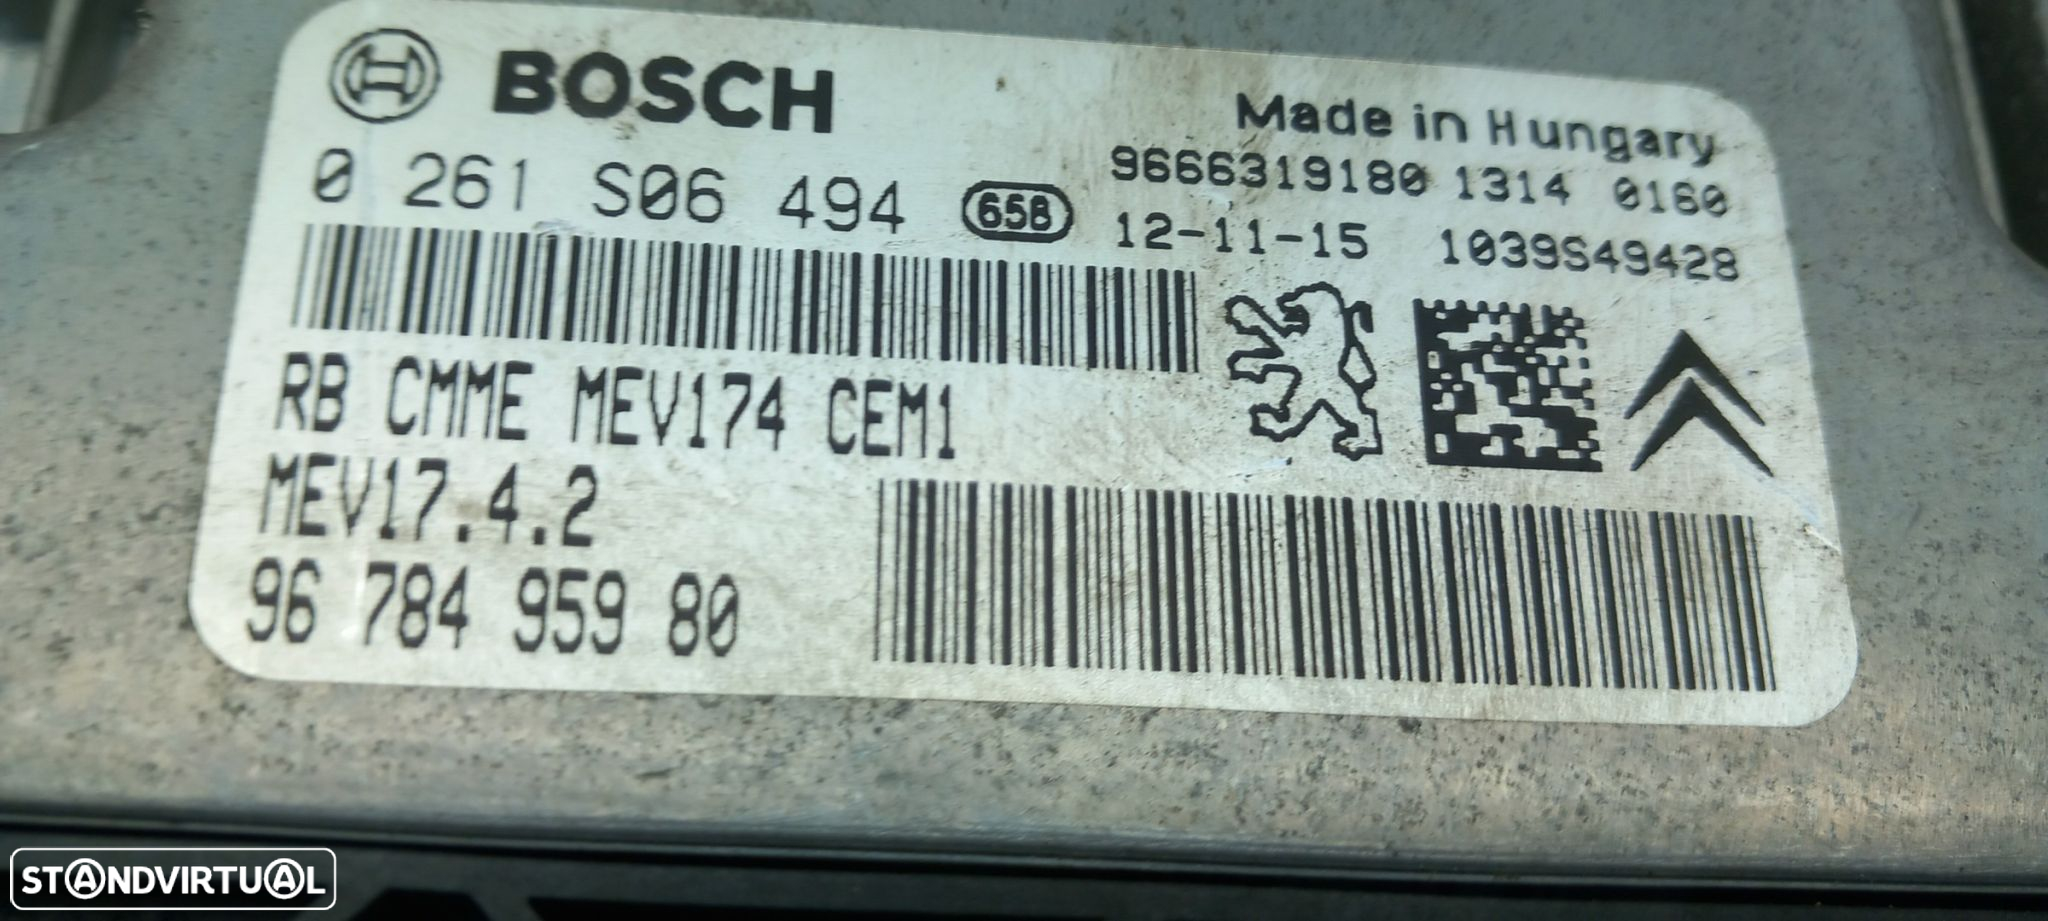 BOSCH
Made in Hungary
0 261 S06 494 65B
9666319180 1314 0160
12-11-15 1039S49428
RB CMME MEV174 CEM1
MEV17.4.2
96 784 959 80
STANDVIRTUAL